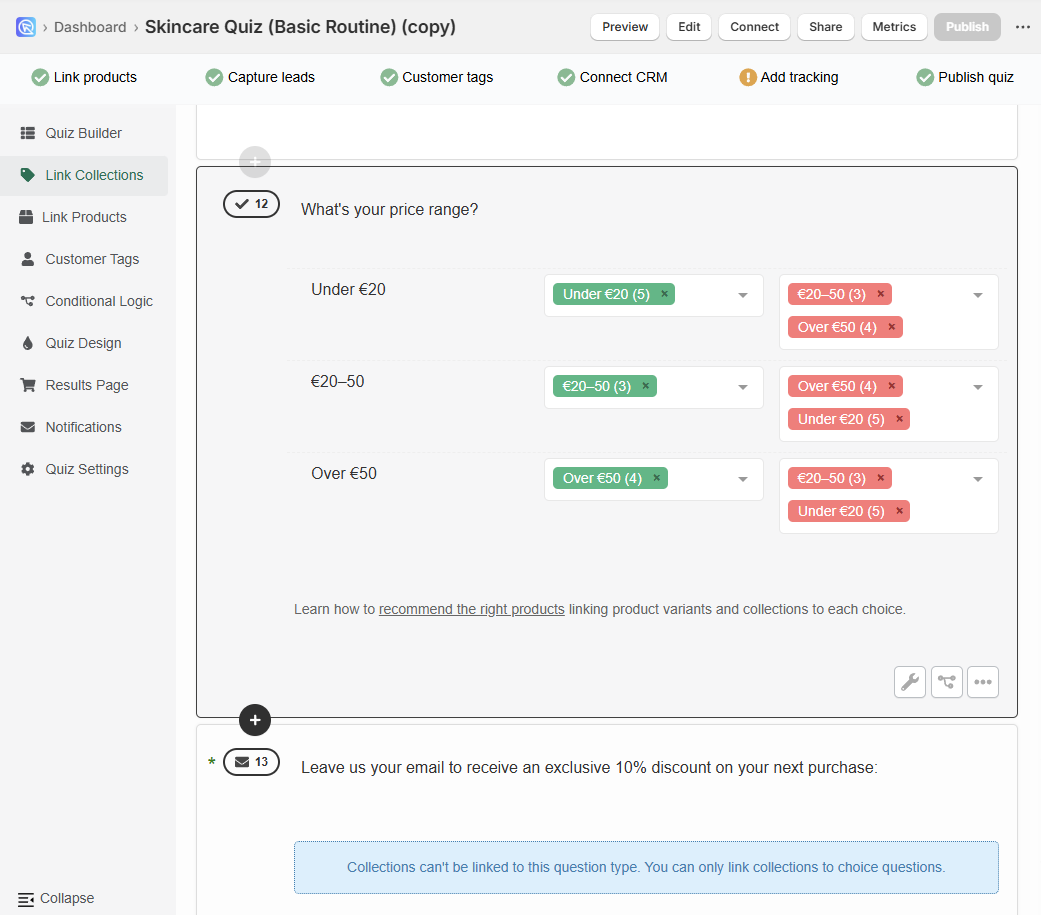 Dashboard › Skincare Quiz (Basic Routine) (copy) Preview Edit Connect Share Metrics Publish
Link products Capture leads Customer tags Connect CRM Add tracking Publish quiz
Quiz Builder
Link Collections
Link Products
Customer Tags
Conditional Logic
Quiz Design
Results Page
Notifications
Quiz Settings
Collapse
12 What's your price range?
Under €20 Under €20 (5) × €20–50 (3) ×
Over €50 (4) ×
€20–50 €20–50 (3) × Over €50 (4) ×
Under €20 (5) ×
Over €50 Over €50 (4) × €20–50 (3) ×
Under €20 (5) ×
Learn how to recommend the right products linking product variants and collections to each choice.
* 13 Leave us your email to receive an exclusive 10% discount on your next purchase:
Collections can't be linked to this question type. You can only link collections to choice questions.